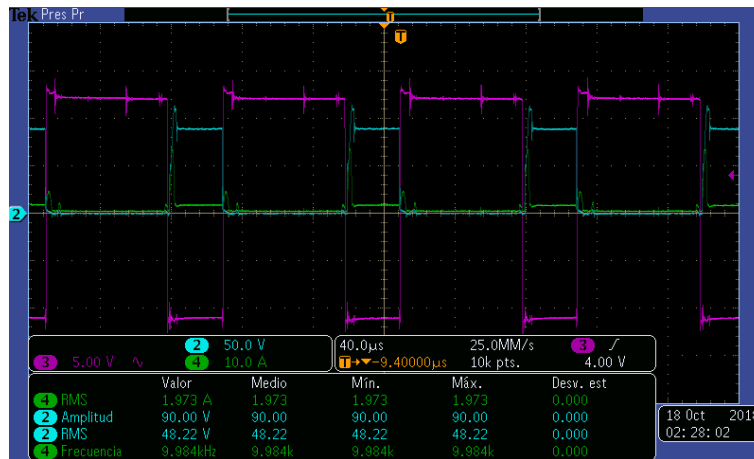 Tek Pres Pr
T
T
2
2 50.0 V
3 5.00 V ∿ 4 10.0 A
40.0µs 25.0MM/s 3 ∫
T→▼-9.40000µs 10k pts. 4.00 V
Valor Medio Mín. Máx. Desv. est
4 RMS 1.973 A 1.973 1.973 1.973 0.000
2 Amplitud 90.00 V 90.00 90.00 90.00 0.000
2 RMS 48.22 V 48.22 48.22 48.22 0.000
4 Frecuencia 9.984kHz 9.984k 9.984k 9.984k 0.000
18 Oct 2018
02:28:02